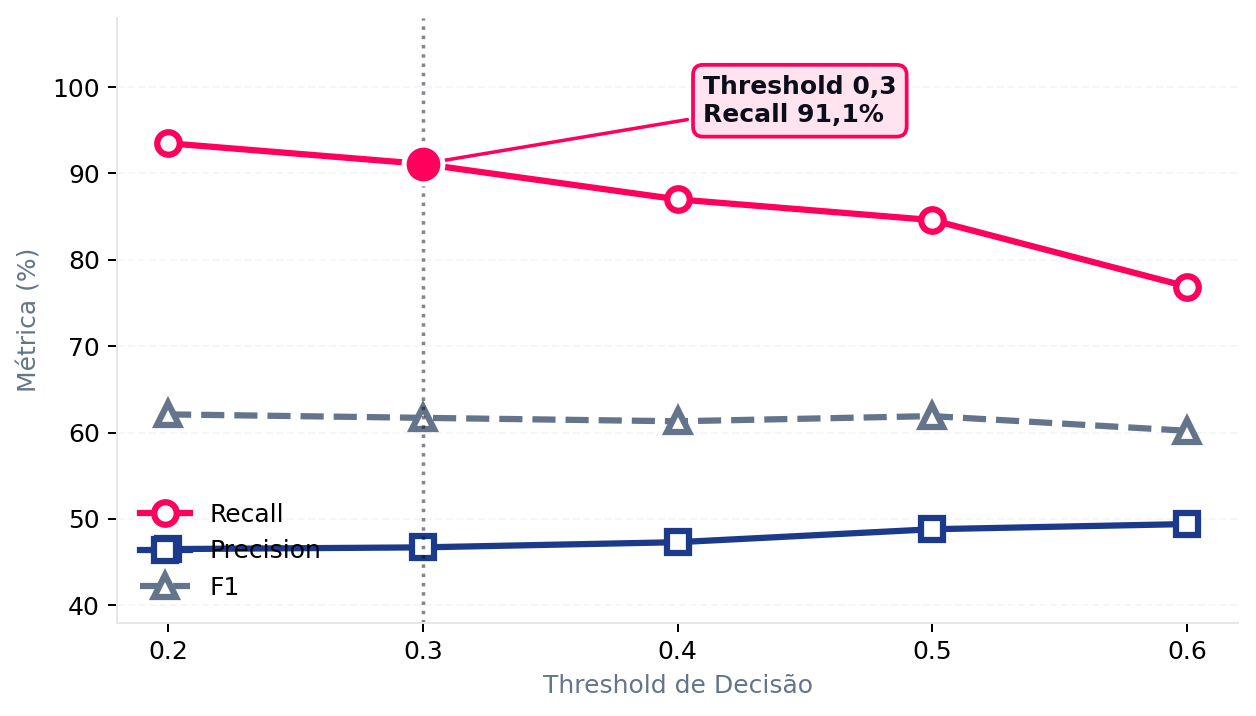 Threshold 0,3
Recall 91,1%
Métrica (%)
100
90
80
70
60
50
40
Recall
Precision
F1
0.2
0.3
0.4
0.5
0.6
Threshold de Decisão